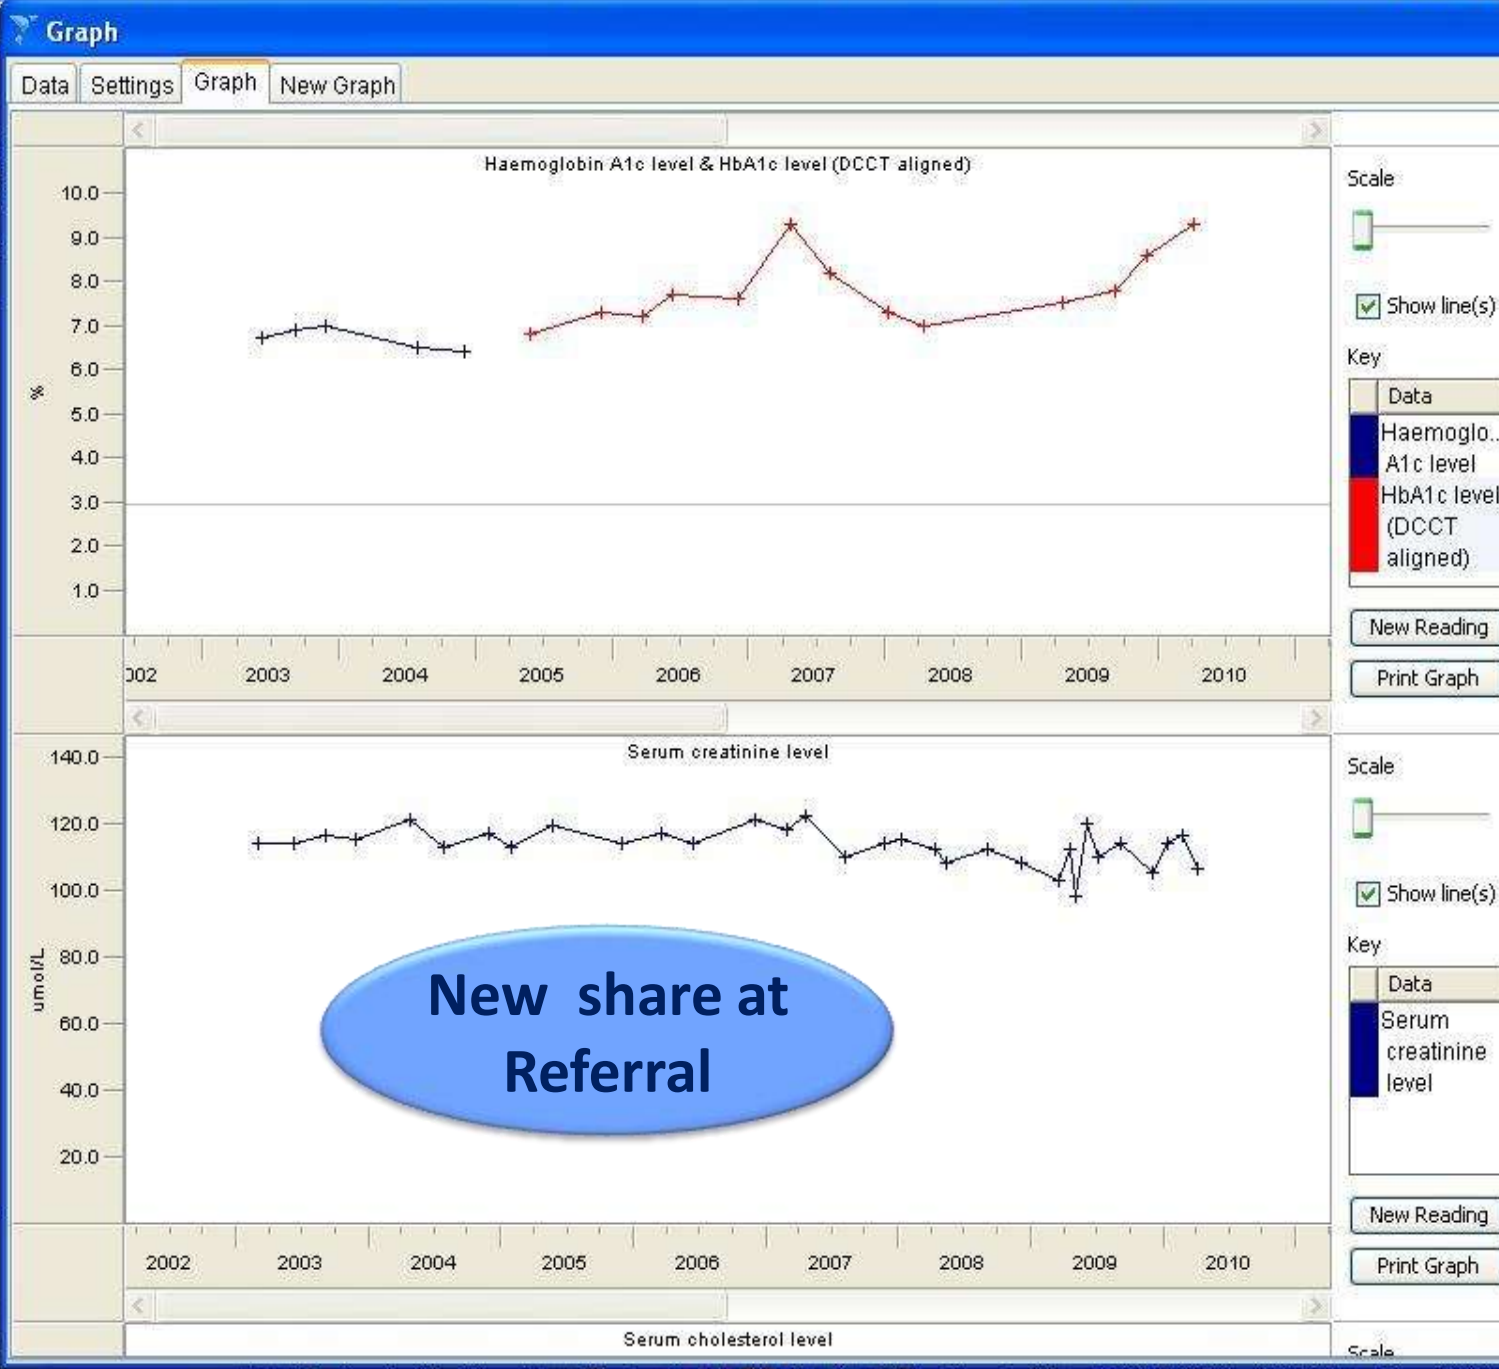 Graph
Data Settings Graph New Graph
Haemoglobin A1c level & HbA1c level (DCCT aligned)
10.0
9.0
8.0
7.0
6.0
5.0
4.0
3.0
2.0
1.0
%
002 2003 2004 2005 2006 2007 2008 2009 2010
Scale
Show line(s)
Key
Data
Haemoglo..
A1c level
HbA1c level
(DCCT
aligned)
New Reading
Print Graph
Serum creatinine level
140.0
120.0
100.0
80.0
60.0
40.0
20.0
umol/L
New share at
Referral
2002 2003 2004 2005 2006 2007 2008 2009 2010
Scale
Show line(s)
Key
Data
Serum
creatinine
level
New Reading
Print Graph
Serum cholesterol level
Scale